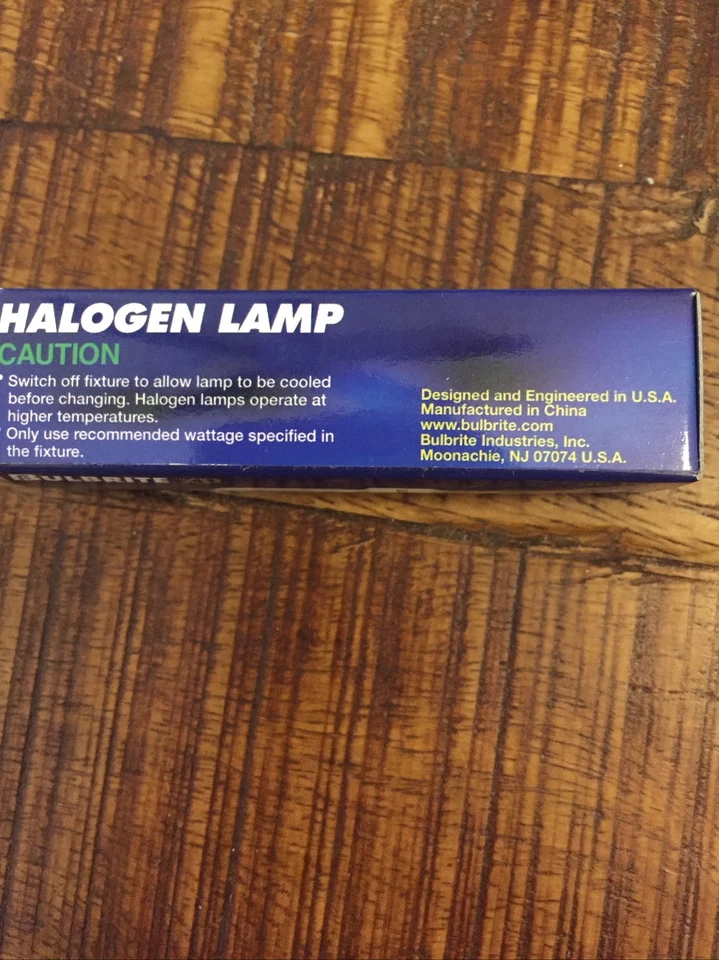 HALOGEN LAMP
CAUTION
• Switch off fixture to allow lamp to be cooled
before changing. Halogen lamps operate at
higher temperatures.
• Only use recommended wattage specified in
the fixture.
Designed and Engineered in U.S.A.
Manufactured in China
www.bulbrite.com
Bulbrite Industries, Inc.
Moonachie, NJ 07074 U.S.A.
BULBRITE